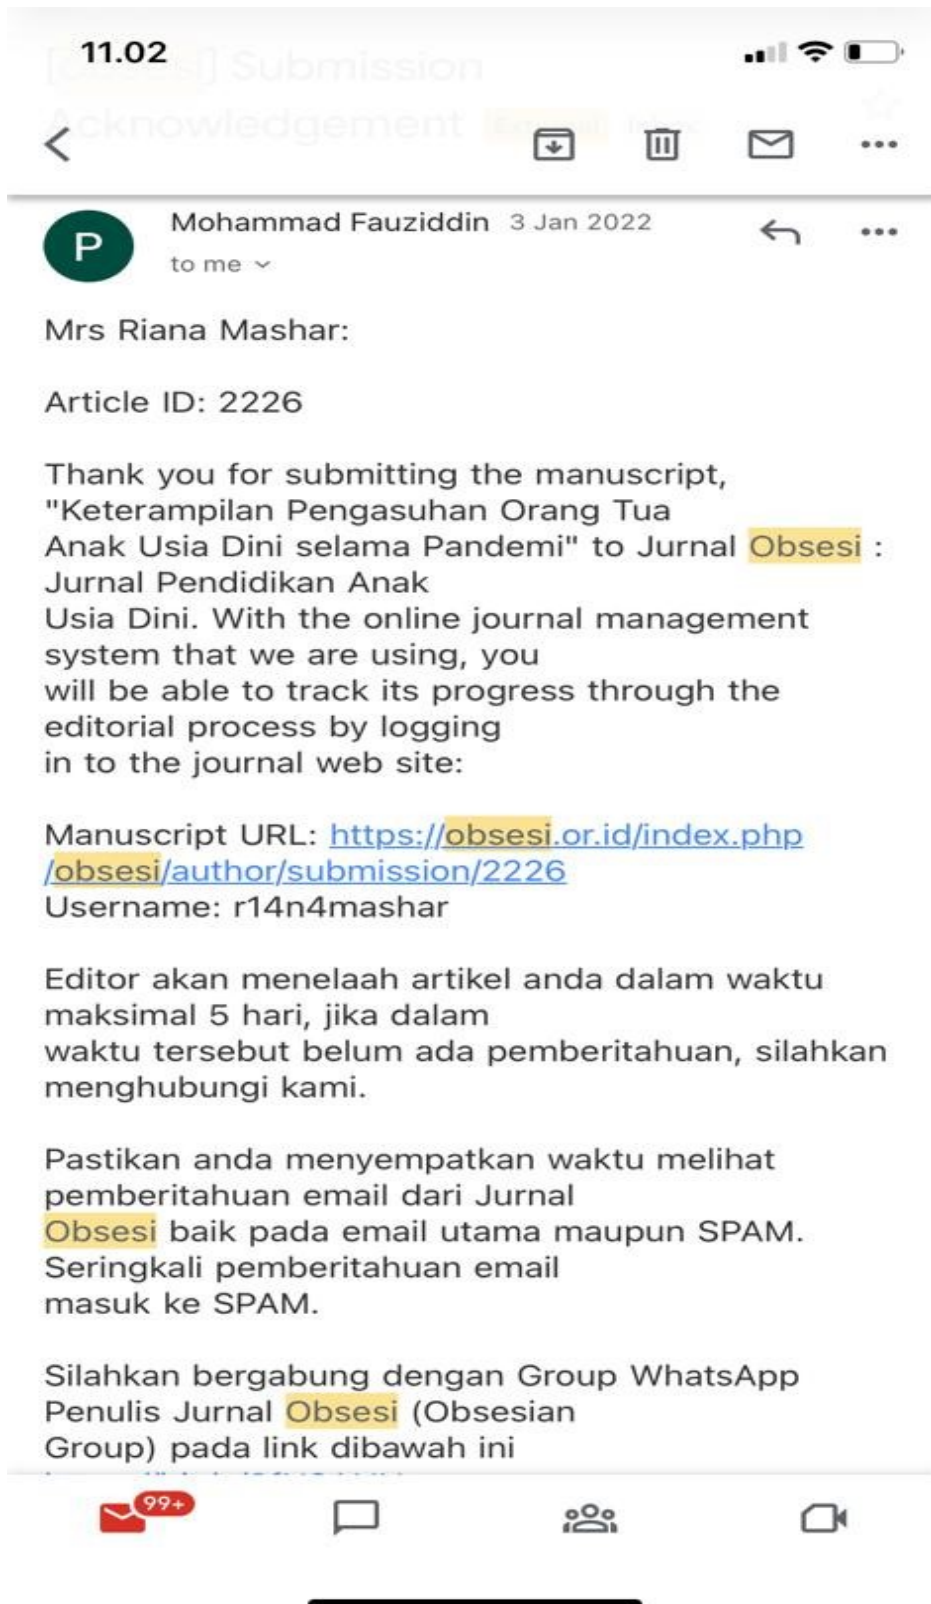 11.02
[obsesi] Submission
Acknowledgement External Inbox
P
Mohammad Fauziddin 3 Jan 2022
to me
Mrs Riana Mashar:
Article ID: 2226
Thank you for submitting the manuscript,
"Keterampilan Pengasuhan Orang Tua
Anak Usia Dini selama Pandemi" to Jurnal Obsesi :
Jurnal Pendidikan Anak
Usia Dini. With the online journal management
system that we are using, you
will be able to track its progress through the
editorial process by logging
in to the journal web site:
Manuscript URL: https://obsesi.or.id/index.php
/obsesi/author/submission/2226
Username: r14n4mashar
Editor akan menelaah artikel anda dalam waktu
maksimal 5 hari, jika dalam
waktu tersebut belum ada pemberitahuan, silahkan
menghubungi kami.
Pastikan anda menyempatkan waktu melihat
pemberitahuan email dari Jurnal
Obsesi baik pada email utama maupun SPAM.
Seringkali pemberitahuan email
masuk ke SPAM.
Silahkan bergabung dengan Group WhatsApp
Penulis Jurnal Obsesi (Obsesian
Group) pada link dibawah ini
99+